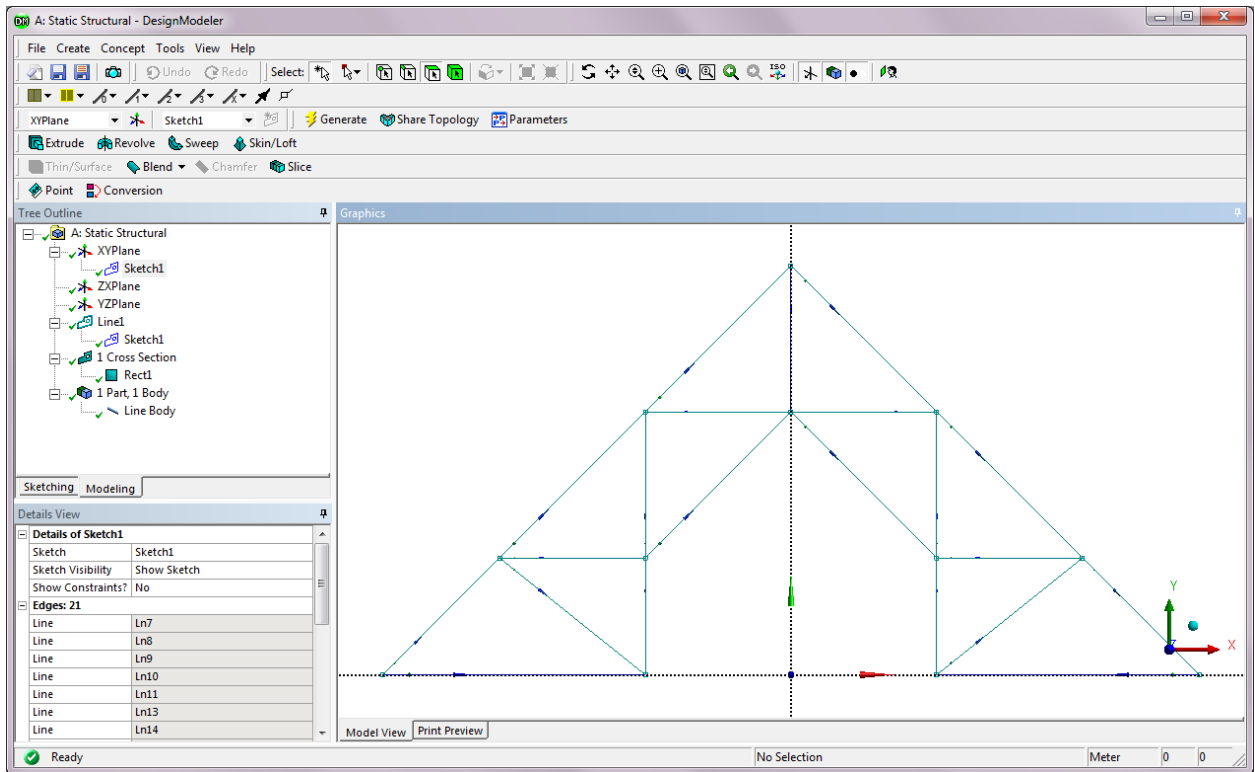 A: Static Structural - DesignModeler
File Create Concept Tools View Help
Undo Redo Select: ISO
XYPlane Sketch1 Generate Share Topology Parameters
Extrude Revolve Sweep Skin/Loft
Thin/Surface Blend Chamfer Slice
Point Conversion
Tree Outline
A: Static Structural
XYPlane
Sketch1
ZXPlane
YZPlane
Line1
Sketch1
1 Cross Section
Rect1
1 Part, 1 Body
Line Body
Sketching Modeling
Details View
Details of Sketch1
Sketch Sketch1
Sketch Visibility Show Sketch
Show Constraints? No
Edges: 21
Line Ln7
Line Ln8
Line Ln9
Line Ln10
Line Ln11
Line Ln13
Line Ln14
Graphics
Y
X
Model View Print Preview
Ready No Selection Meter 0 0